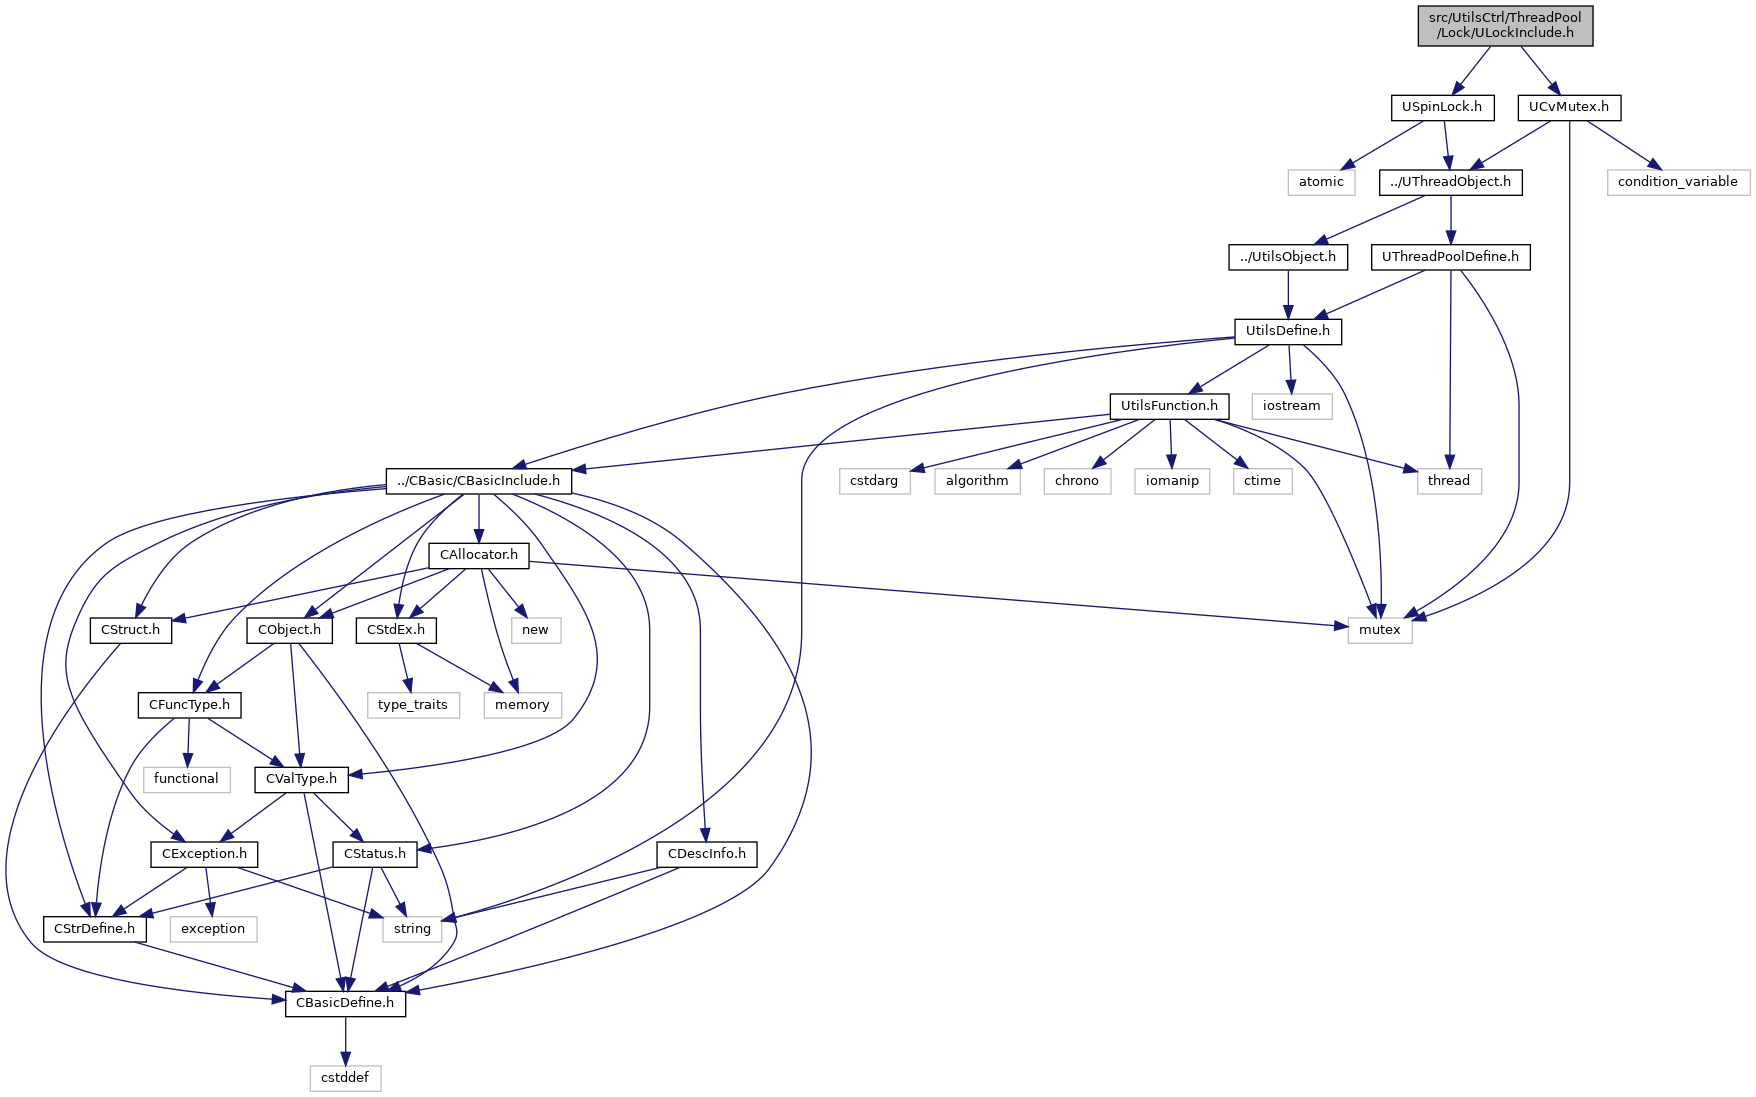 src/UtilsCtrl/ThreadPool
/Lock/ULockInclude.h
USpinLock.h
UCvMutex.h
atomic
../UThreadObject.h
condition_variable
../UtilsObject.h
UThreadPoolDefine.h
UtilsDefine.h
UtilsFunction.h
iostream
../CBasic/CBasicInclude.h
cstdarg
algorithm
chrono
iomanip
ctime
thread
CAllocator.h
CStruct.h
CObject.h
CStdEx.h
new
mutex
CFuncType.h
type_traits
memory
functional
CValType.h
CException.h
CStatus.h
CDescInfo.h
CStrDefine.h
exception
string
CBasicDefine.h
cstddef